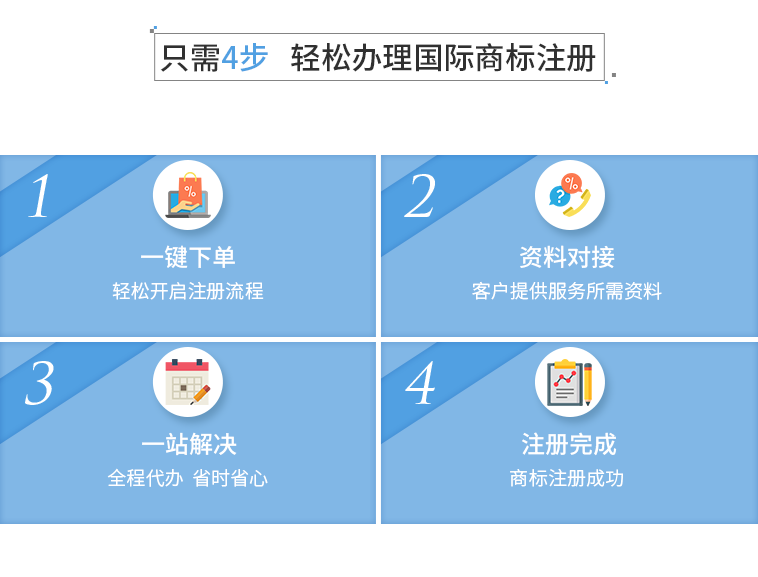 只需4步 轻松办理国际商标注册
1
%
一键下单
轻松开启注册流程
2
?
%
资料对接
客户提供服务所需资料
3
一站解决
全程代办 省时省心
4
注册完成
商标注册成功